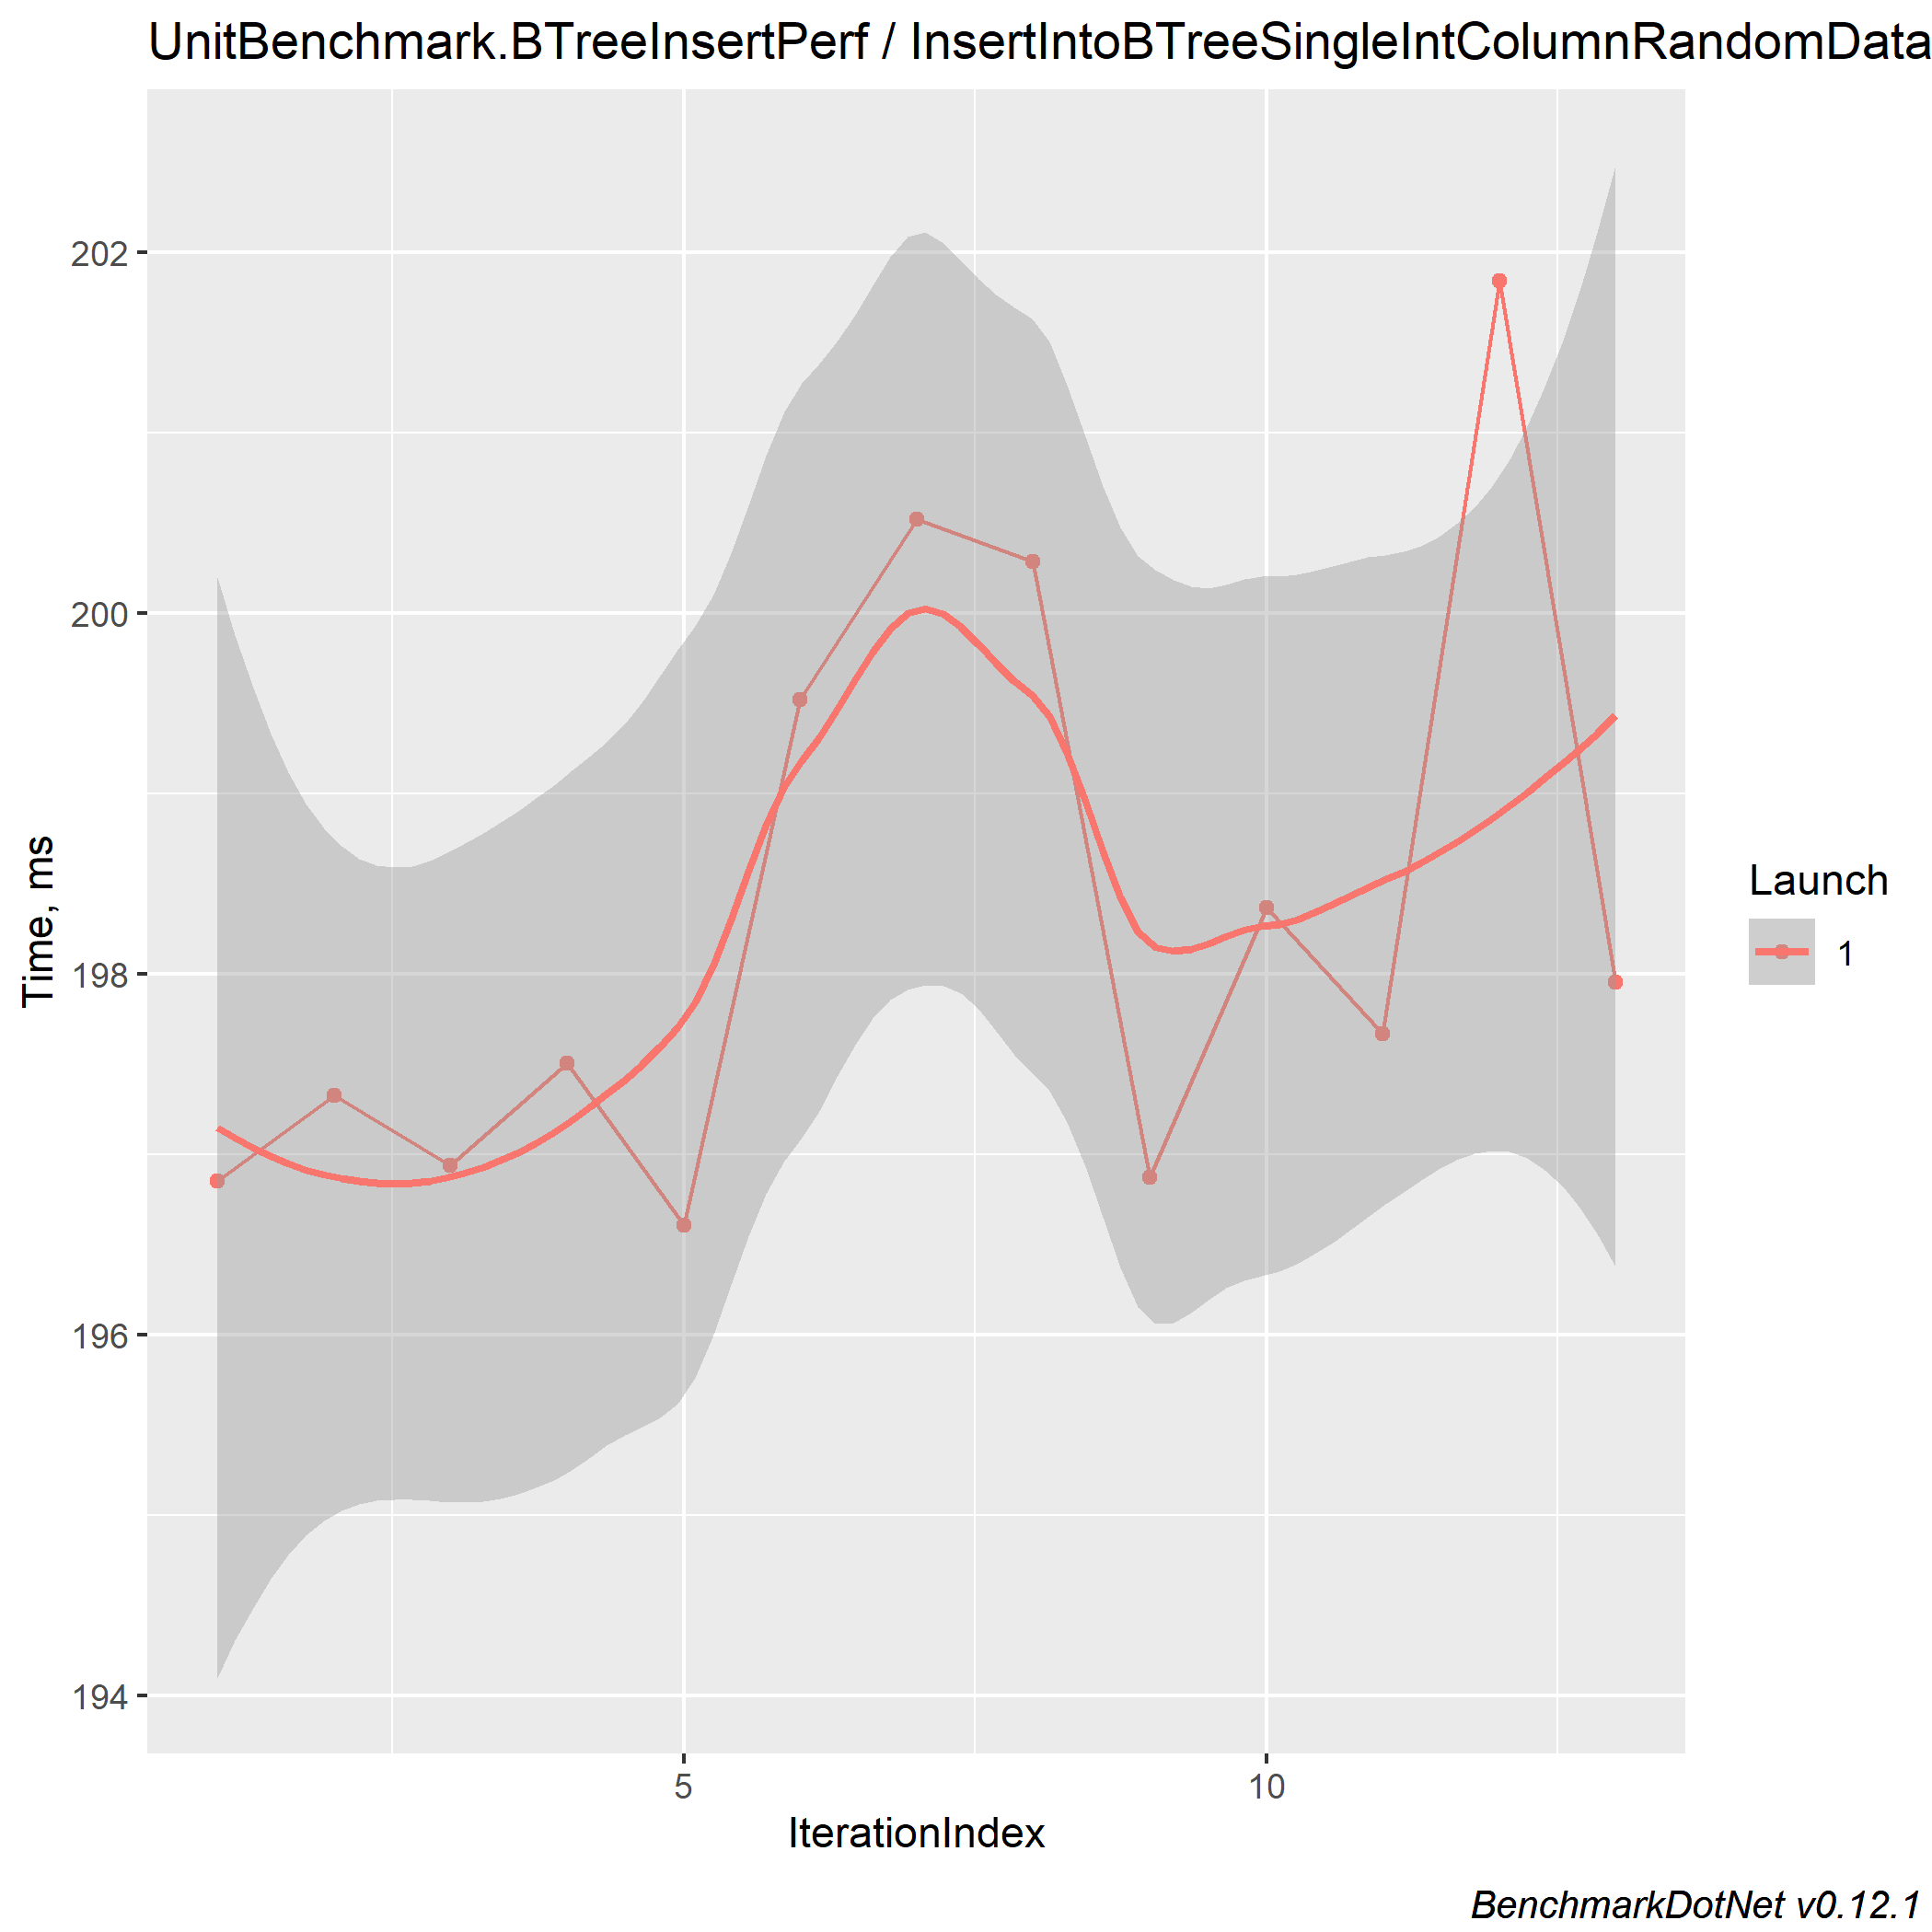 UnitBenchmark.BTreeInsertPerf / InsertIntoBTreeSingleIntColumnRandomData
Time, ms
202
200
198
196
194
5
10
IterationIndex
Launch
1
BenchmarkDotNet v0.12.1